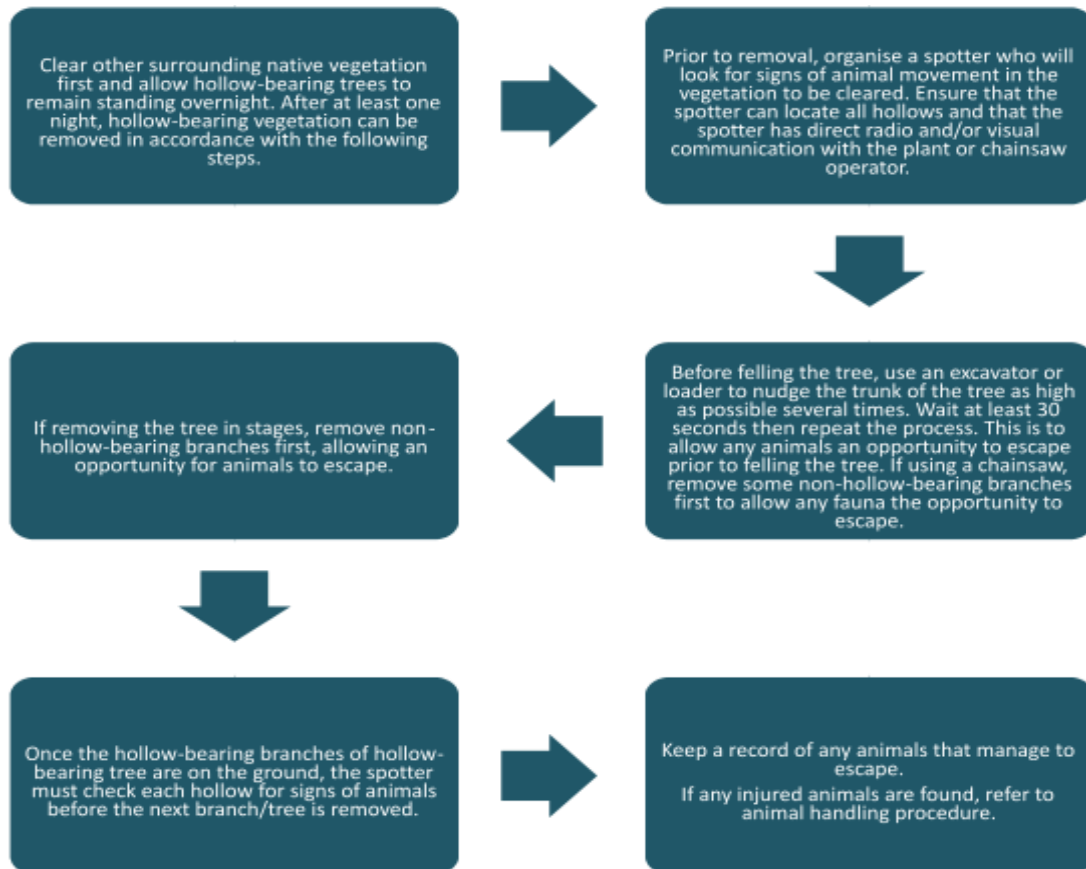 Clear other surrounding native vegetation
first and allow hollow-bearing trees to
remain standing overnight. After at least one
night, hollow-bearing vegetation can be
removed in accordance with the following
steps.
Prior to removal, organise a spotter who will
look for signs of animal movement in the
vegetation to be cleared. Ensure that the
spotter can locate all hollows and that the
spotter has direct radio and/or visual
communication with the plant or chainsaw
operator.
Before felling the tree, use an excavator or
loader to nudge the trunk of the tree as high
as possible several times. Wait at least 30
seconds then repeat the process. This is to
allow any animals an opportunity to escape
prior to felling the tree. If using a chainsaw,
remove some non-hollow-bearing branches
first to allow any fauna the opportunity to
escape.
If removing the tree in stages, remove non-
hollow-bearing branches first, allowing an
opportunity for animals to escape.
Once the hollow-bearing branches of hollow-
bearing tree are on the ground, the spotter
must check each hollow for signs of animals
before the next branch/tree is removed.
Keep a record of any animals that manage to
escape.
If any injured animals are found, refer to
animal handling procedure.